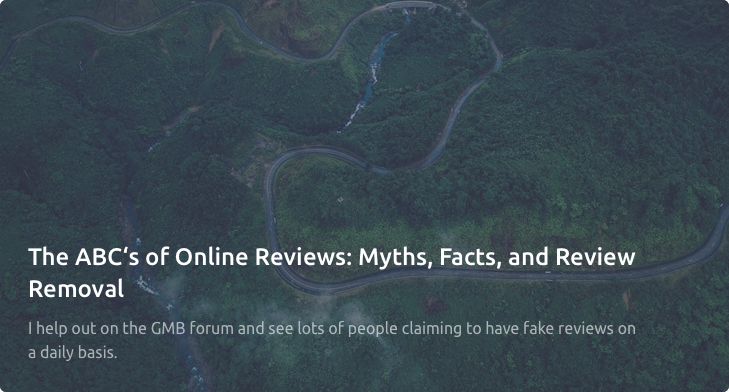 The ABC‘s of Online Reviews: Myths, Facts, and Review
Removal
I help out on the GMB forum and see lots of people claiming to have fake reviews on
a daily basis.